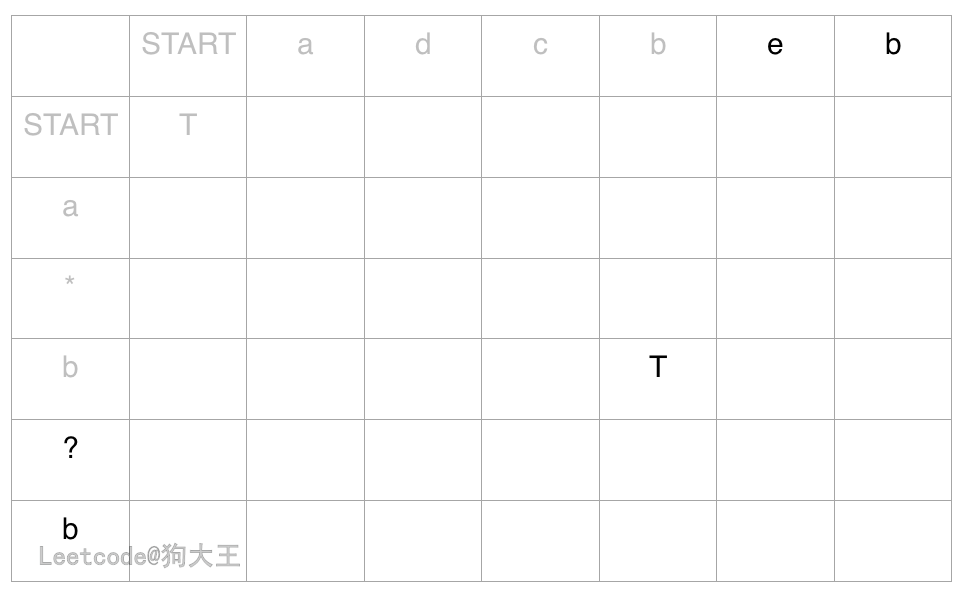 START a d c b e b
START T
a
*
b T
?
b
Leetcode@狗大王